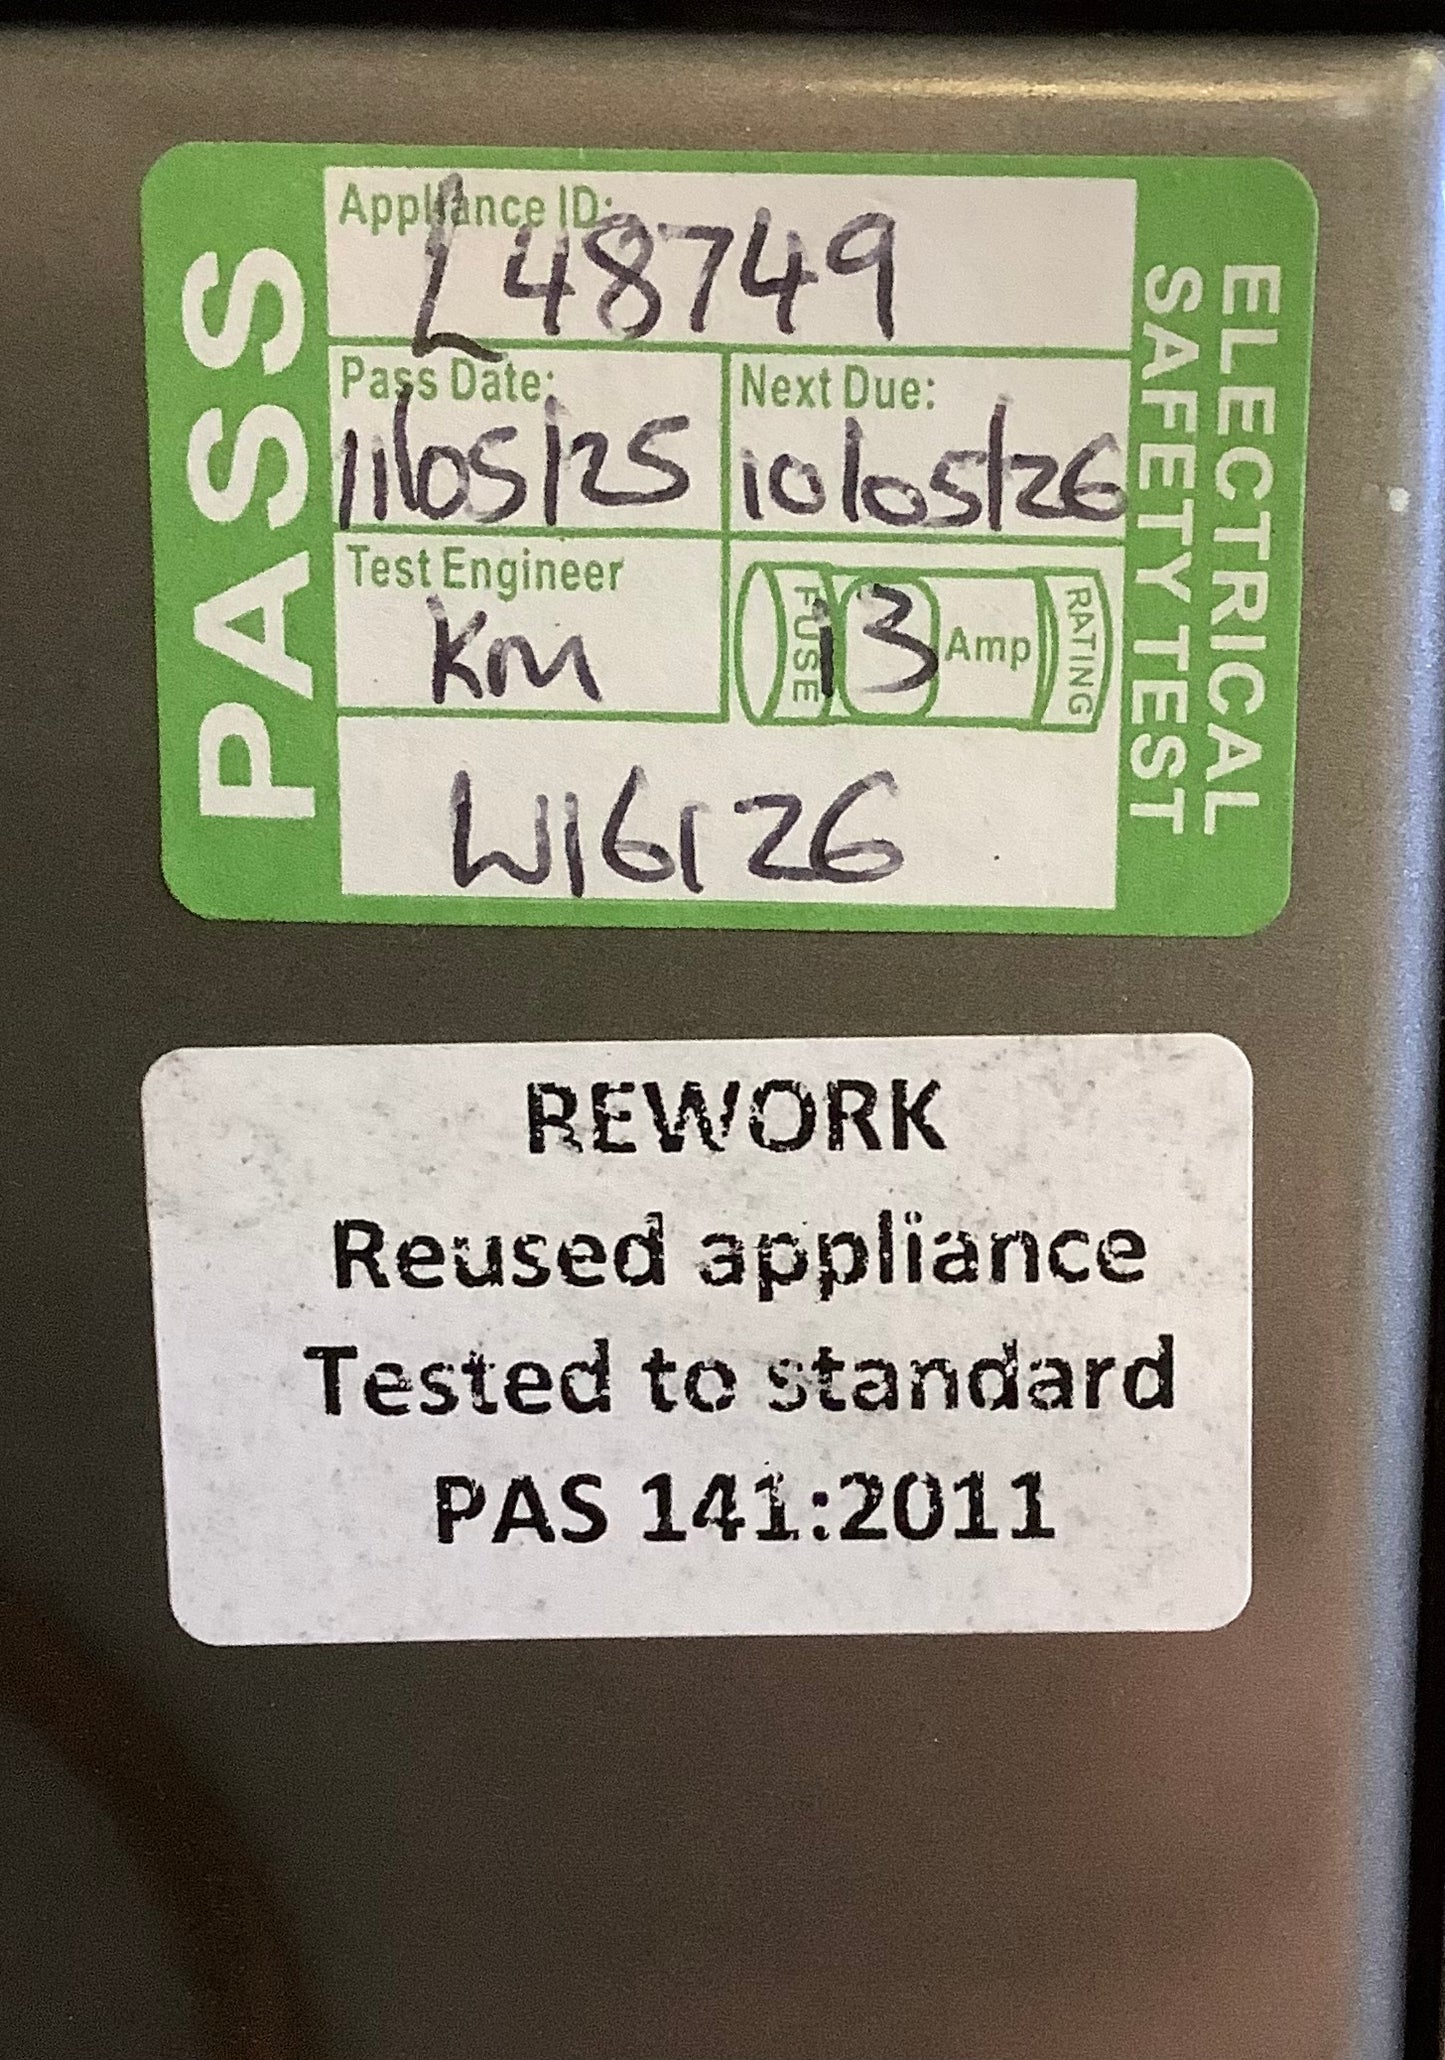 PASS
Appliance ID:
L48749
Pass Date:
11/05/25
Next Due:
10/05/26
Test Engineer
KM
FUSE
13 Amp
RATING
W16126
ELECTRICAL
SAFETY TEST
REWORK
Reused appliance
Tested to standard
PAS 141:2011